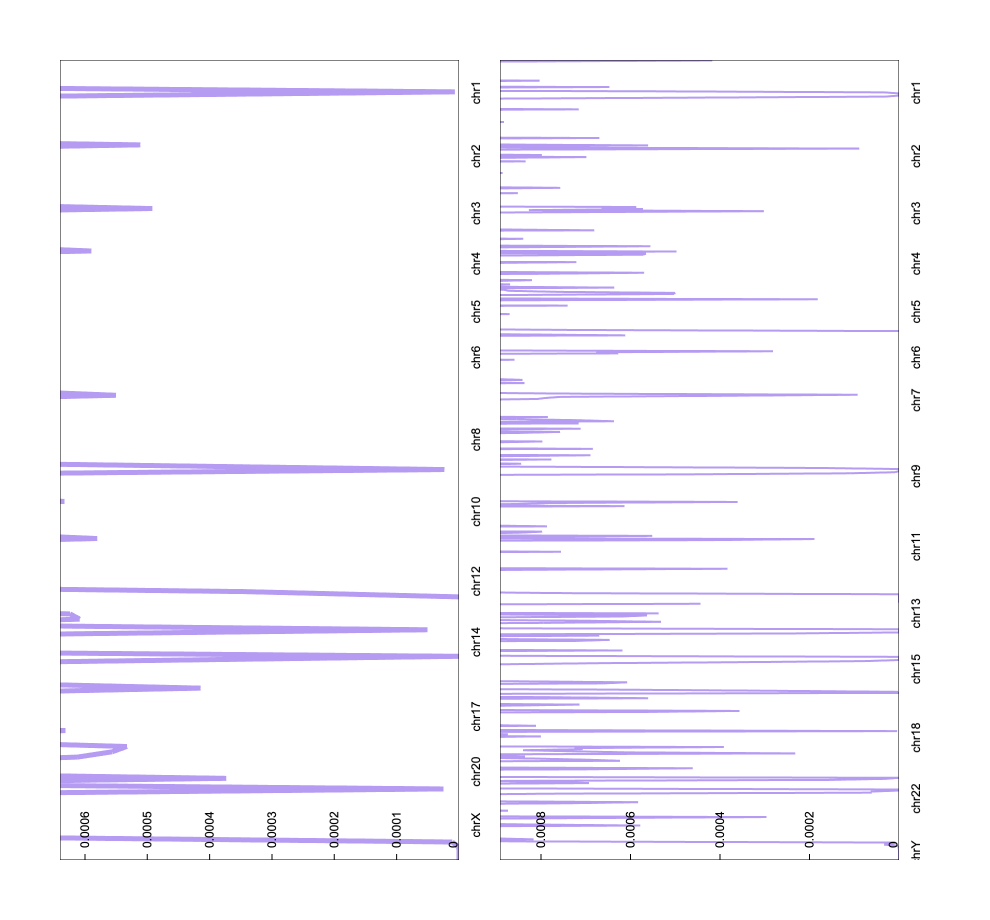 chr1
chr2
chr3
chr4
chr5
chr6
chr8
chr10
chr12
chr14
chr17
chr20
chrX
0.0006
0.0005
0.0004
0.0003
0.0002
0.0001
0
chr1
chr2
chr3
chr4
chr5
chr6
chr7
chr9
chr11
chr13
chr15
chr18
chr22
hrY
0.0008
0.0006
0.0004
0.0002
0